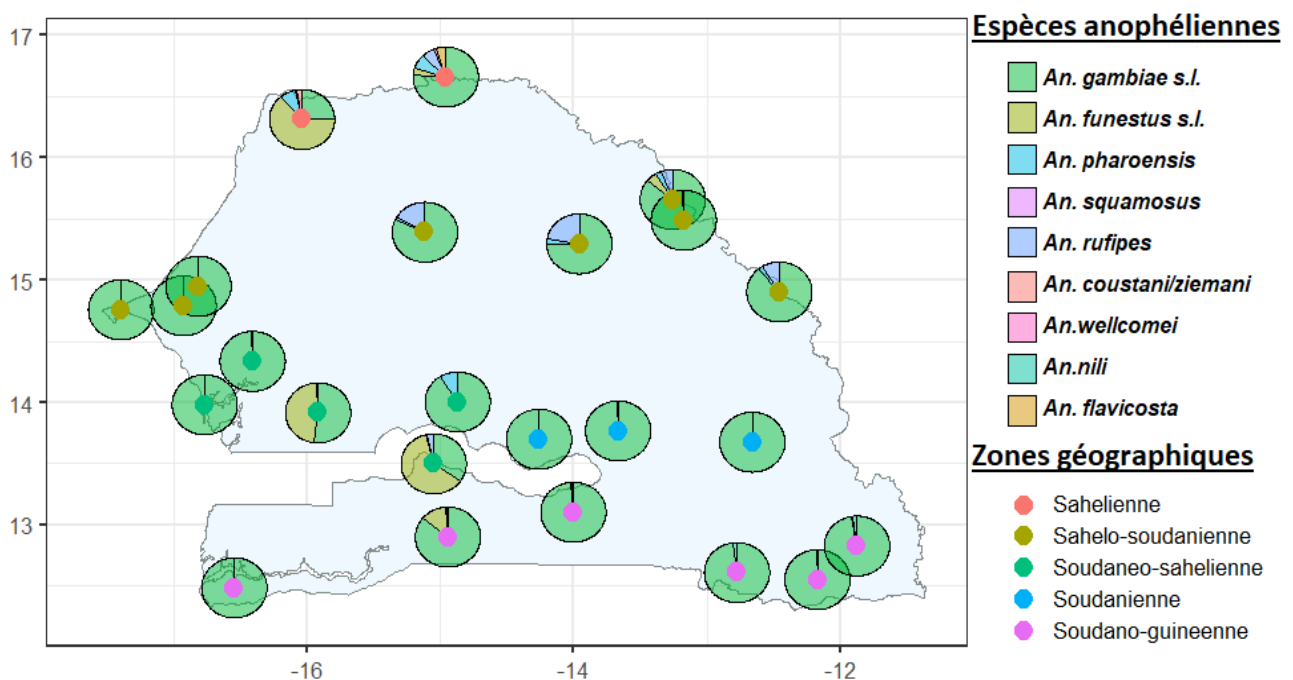 Espèces anophéliennes
An. gambiae s.l.
An. funestus s.l.
An. pharoensis
An. squamosus
An. rufipes
An. coustani/ziemani
An.wellcomei
An.nili
An. flavicosta
Zones géographiques
Sahelienne
Sahelo-soudanienne
Soudaneo-sahelienne
Soudanienne
Soudano-guineenne
17
16
15
14
13
-16
-14
-12